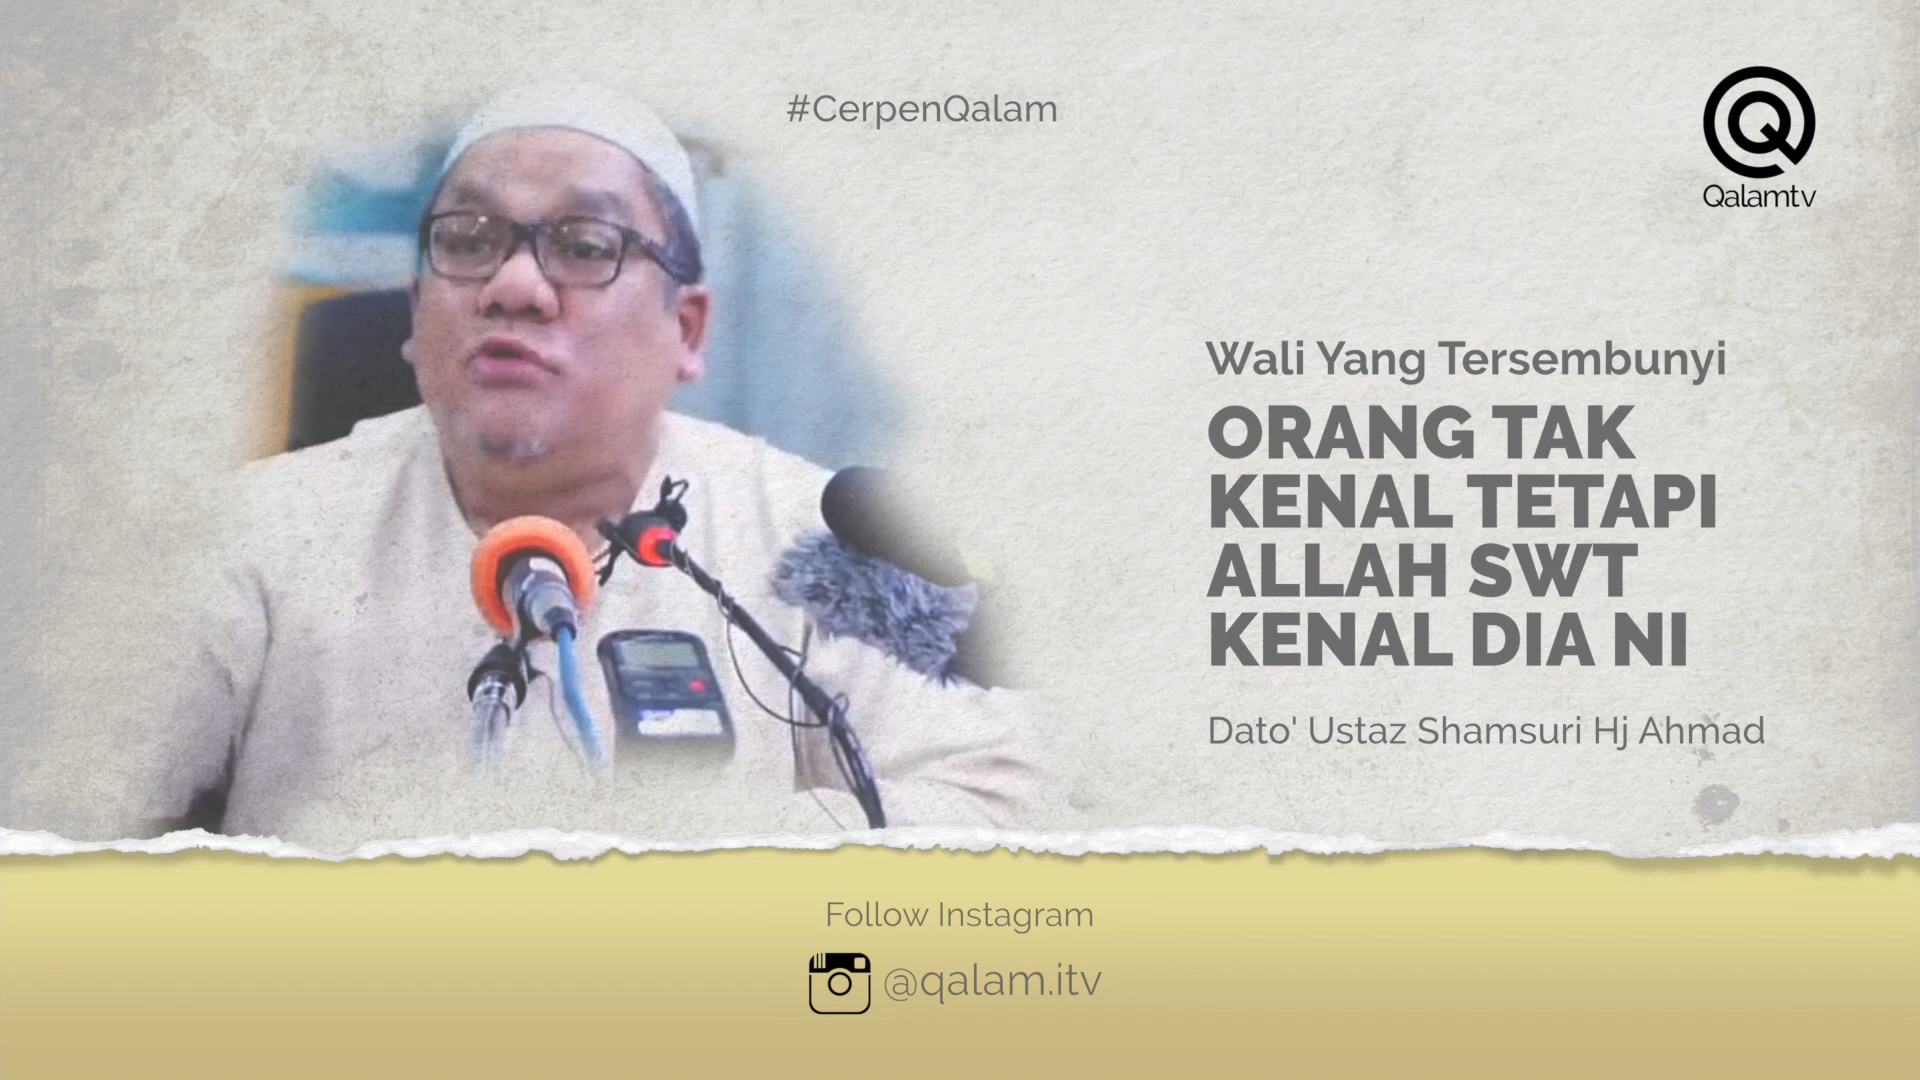 #CerpenQalam
Qalamtv
Wali Yang Tersembunyi
ORANG TAK
KENAL TETAPI
ALLAH SWT
KENAL DIA NI
Dato' Ustaz Shamsuri Hj Ahmad
Follow Instagram
@qalam.itv